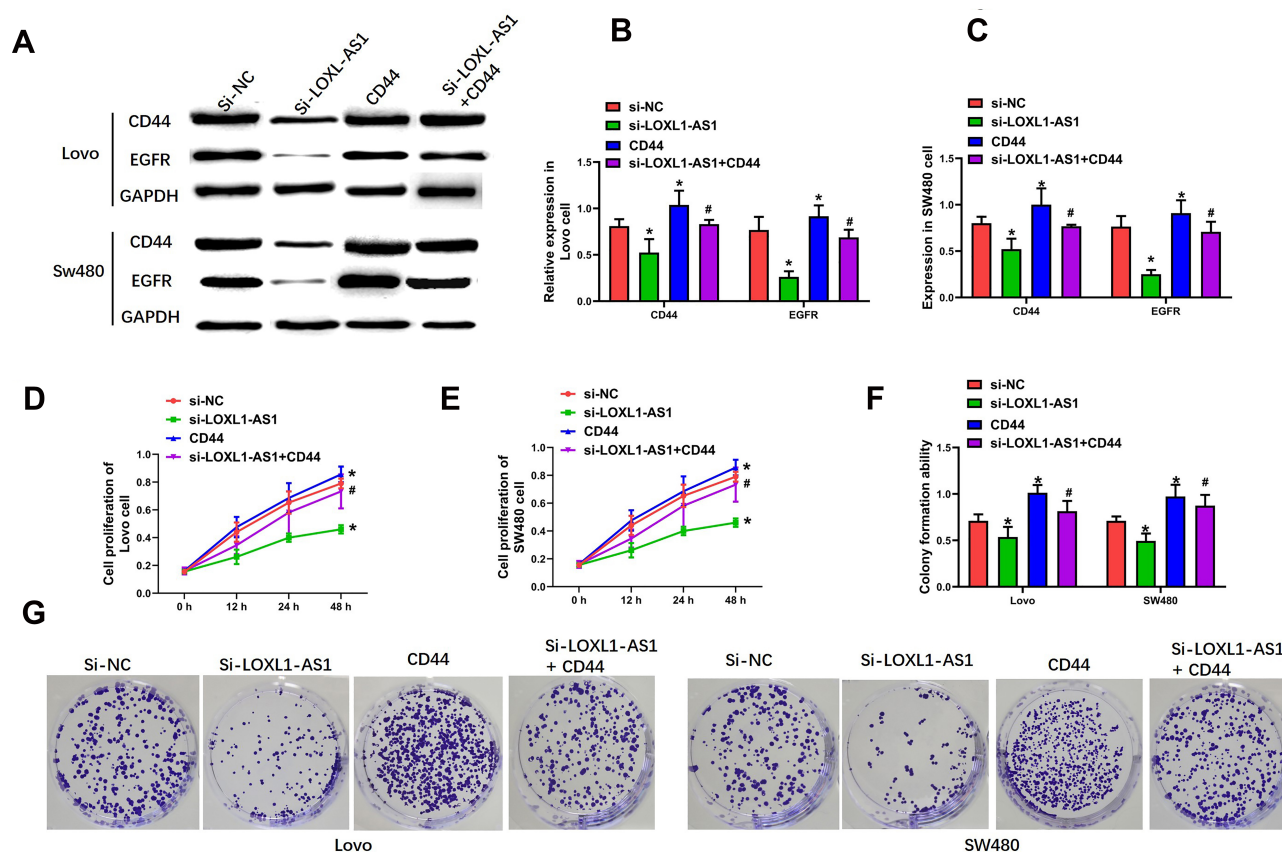 A
Si-NC
Si-LOXL-AS1
CD44
Si-LOXL-AS1
+CD44
Lovo
CD44
EGFR
GAPDH
Sw480
CD44
EGFR
GAPDH
B
si-NC
si-LOXL1-AS1
CD44
si-LOXL1-AS1+CD44
Relative expression in
Lovo cell
1.5
1.0
0.5
0.0
*
*
#
*
*
#
CD44
EGFR
C
si-NC
si-LOXL1-AS1
CD44
si-LOXL1-AS1+CD44
Expression in SW480 cell
1.5
1.0
0.5
0.0
*
*
#
*
*
#
CD44
EGFR
D
si-NC
si-LOXL1-AS1
CD44
si-LOXL1-AS1+CD44
Cell proliferation of
Lovo cell
1.0
0.8
0.6
0.4
0.2
0.0
*
#
*
0 h
12 h
24 h
48 h
E
si-NC
si-LOXL1-AS1
CD44
si-LOXL1-AS1+CD44
Cell proliferation of
SW480 cell
1.0
0.8
0.6
0.4
0.2
0.0
*
#
*
0 h
12 h
24 h
48 h
F
si-NC
si-LOXL1-AS1
CD44
si-LOXL1-AS1+CD44
Colony formation ability
1.5
1.0
0.5
0.0
*
*
#
*
*
#
Lovo
SW480
G
Si-NC
Si-LOXL1-AS1
CD44
Si-LOXL1-AS1
+ CD44
Si-NC
Si-LOXL1-AS1
CD44
Si-LOXL1-AS1
+ CD44
Lovo
SW480